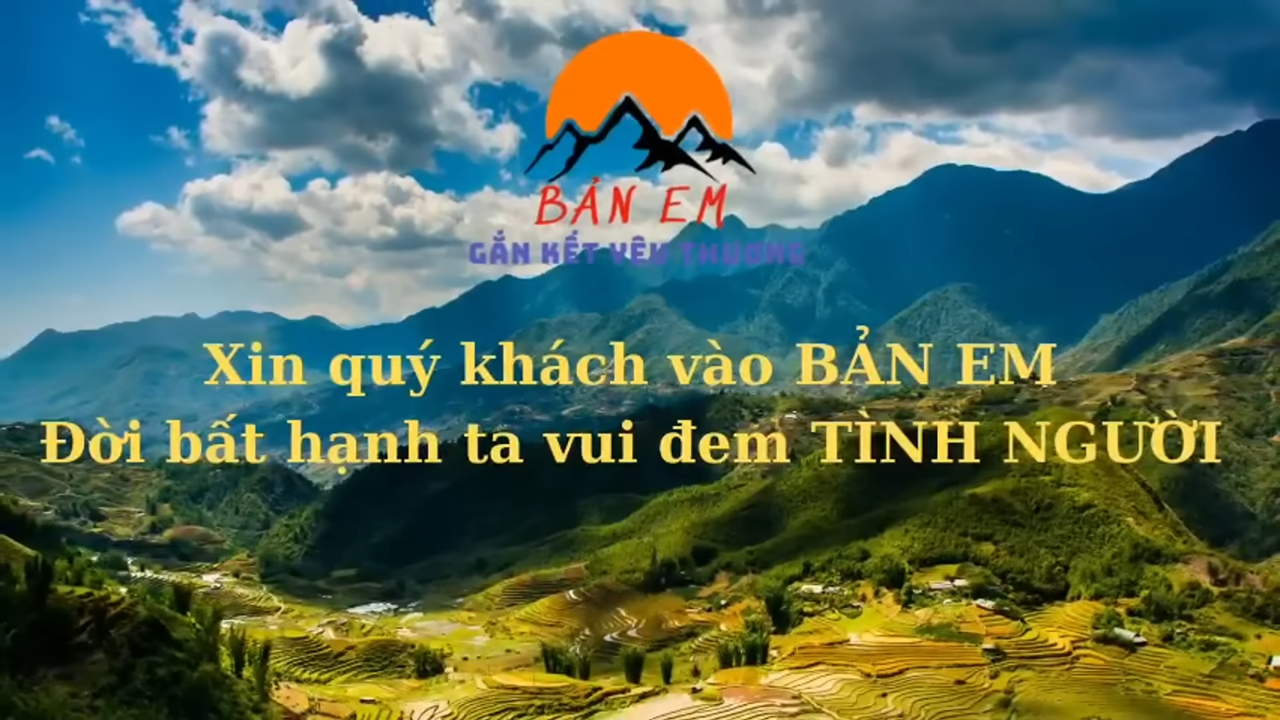 BẢN EM
GẮN KẾT YÊU THƯƠNG
Xin quý khách vào BẢN EM
Đời bất hạnh ta vui đem TÌNH NGƯỜI